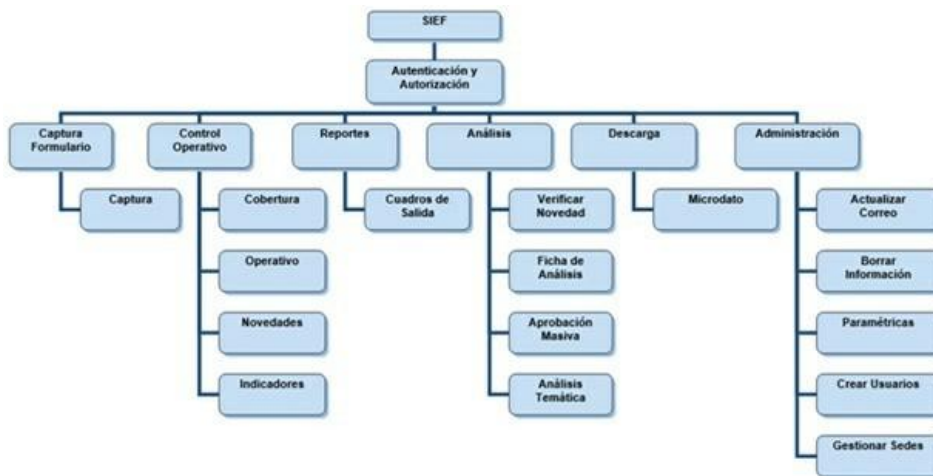 SIEF
Autenticación y
Autorización
Captura
Formulario
Control
Operativo
Reportes
Análisis
Descarga
Administración
Captura
Cobertura
Operativo
Novedades
Indicadores
Cuadros de
Salida
Verificar
Novedad
Ficha de
Análisis
Aprobación
Masiva
Análisis
Temática
Microdato
Actualizar
Correo
Borrar
Información
Paramétricas
Crear Usuarios
Gestionar Sedes